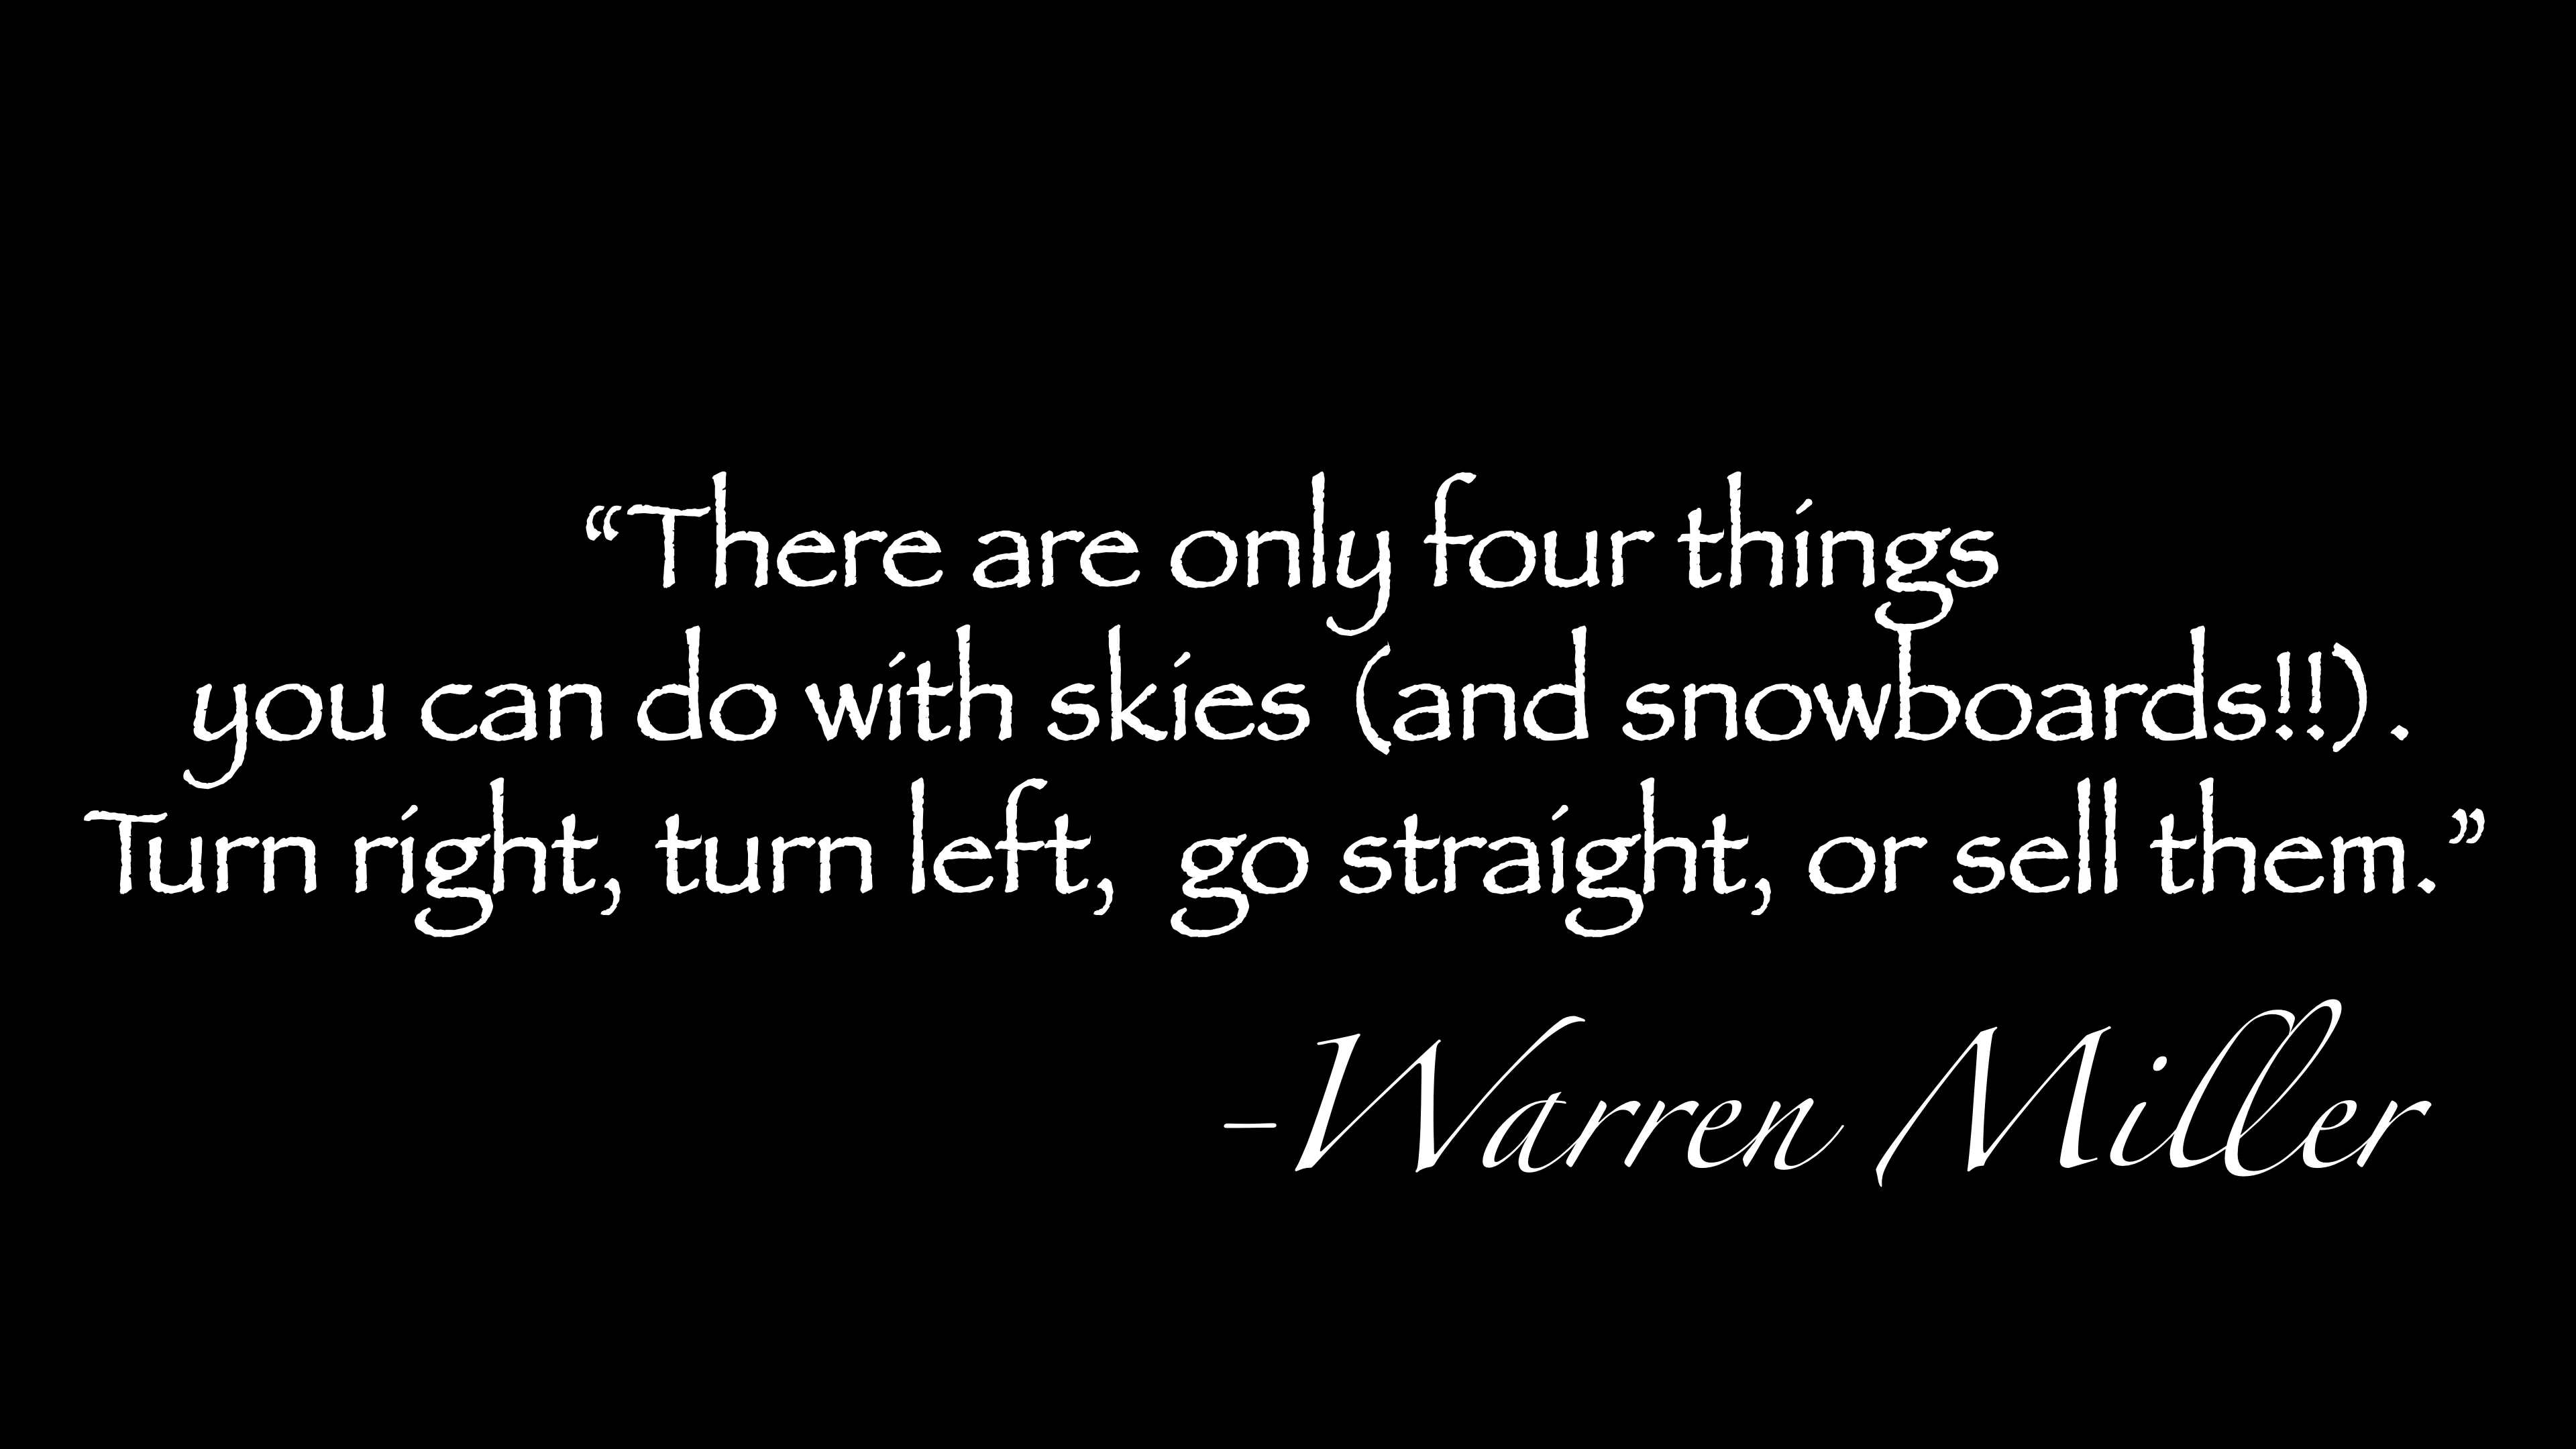 “There are only four things
you can do with skies (and snowboards!!).
Turn right, turn left, go straight, or sell them.”
-Warren Miller